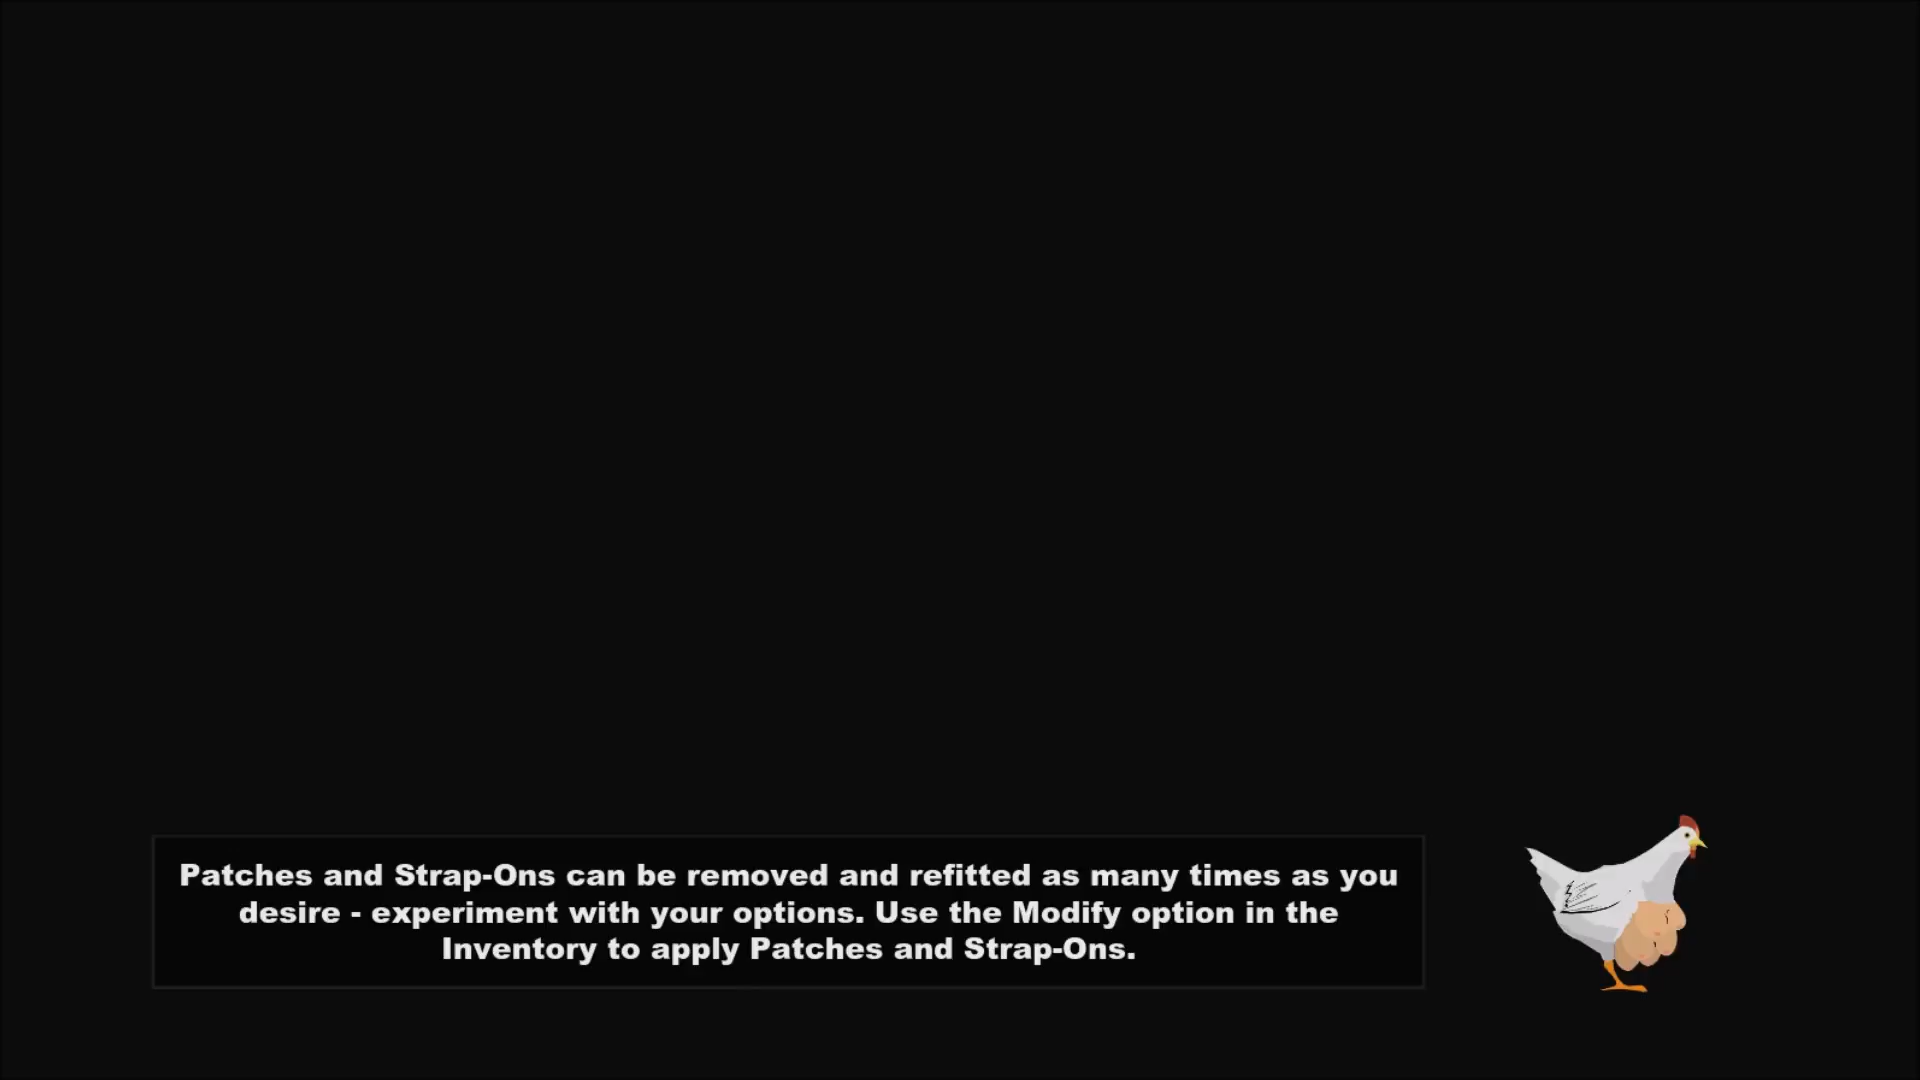 Patches and Strap-Ons can be removed and refitted as many times as you
desire - experiment with your options. Use the Modify option in the
Inventory to apply Patches and Strap-Ons.